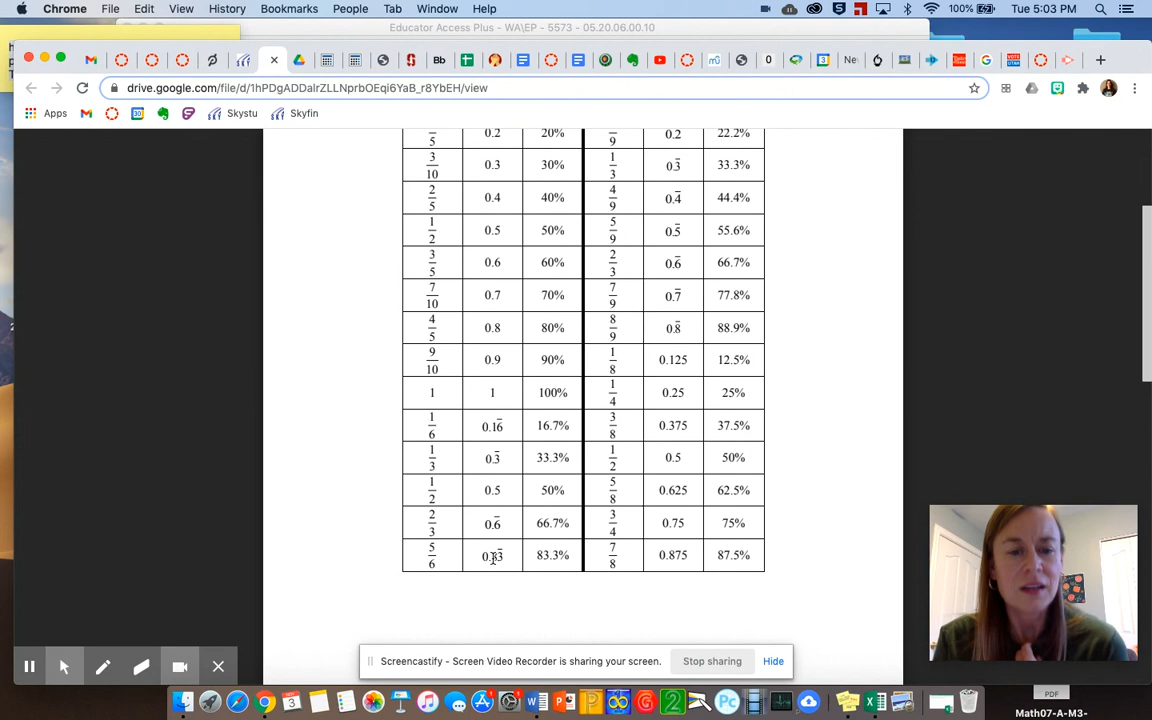 Chrome File Edit View History Bookmarks People Tab Window Help 100% Tue 5:03 PM
Educator Access Plus - WA\EP - 5573 - 05.20.06.00.10
drive.google.com/file/d/1hPDgADDalrZLLNprbOEqi6YaB_r8YbEH/view
Apps Skystu Skyfin
5 0.2 20% 9 0.2 22.2%
3/10 0.3 30% 1/3 0.3̅ 33.3%
2/5 0.4 40% 4/9 0.4̅ 44.4%
1/2 0.5 50% 5/9 0.5̅ 55.6%
3/5 0.6 60% 2/3 0.6̅ 66.7%
7/10 0.7 70% 7/9 0.7̅ 77.8%
4/5 0.8 80% 8/9 0.8̅ 88.9%
9/10 0.9 90% 1/8 0.125 12.5%
1 1 100% 1/4 0.25 25%
1/6 0.16̅ 16.7% 3/8 0.375 37.5%
1/3 0.3̅ 33.3% 1/2 0.5 50%
1/2 0.5 50% 5/8 0.625 62.5%
2/3 0.6̅ 66.7% 3/4 0.75 75%
5/6 83.3% 7/8 0.875 87.5%
Screencastify - Screen Video Recorder is sharing your screen. Stop sharing Hide
PDF
Math07-A-M3-